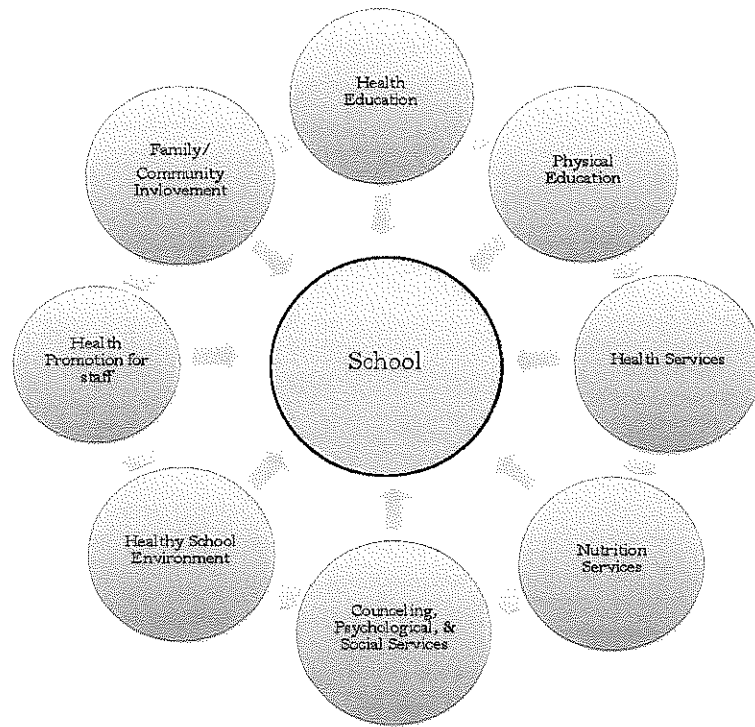 Health
Education
Physical
Education
Health Services
Nutrition
Services
Counceling,
Psychological, &
Social Services
Healthy School
Environment
Health
Promotion for
staff
Family/
Community
Invlovement
School